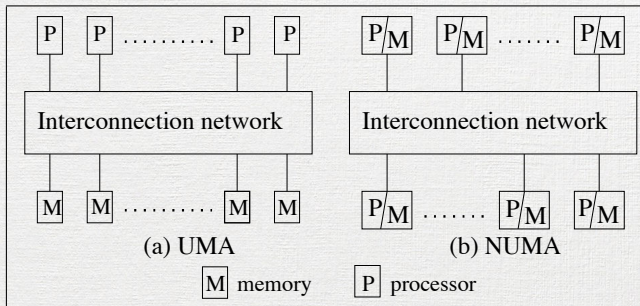 P P .......... P P
P/M P/M ....... P/M
Interconnection network
Interconnection network
M M .......... M M
P/M ....... P/M P/M
(a) UMA
(b) NUMA
M memory P processor